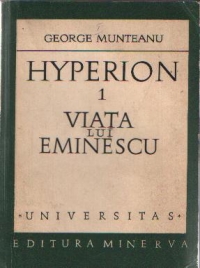 GEORGE MUNTEANU
HYPERION
1
VIAȚA
LUI
EMINESCU
·UNIVERSITAS·
EDITURA MINERVA